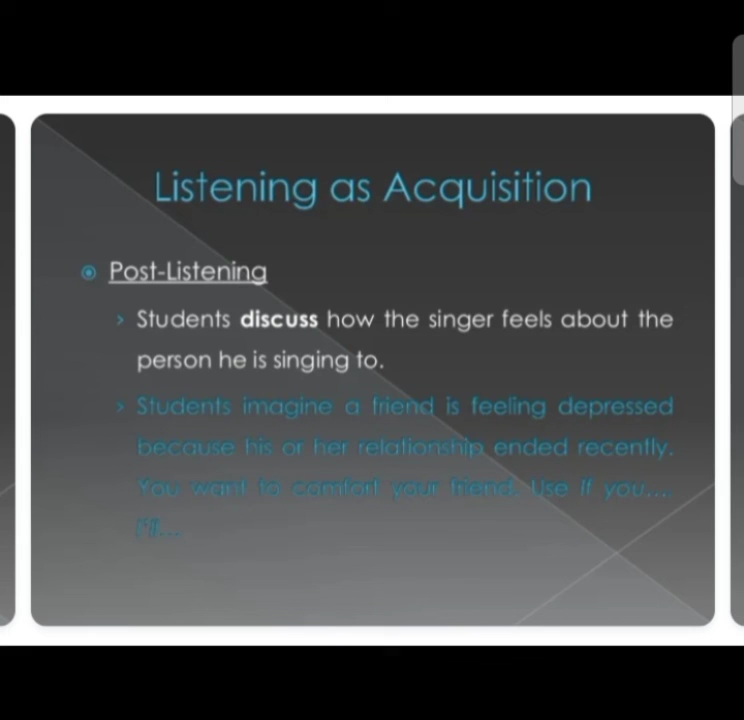 Listening as Acquisition
Post-Listening
Students discuss how the singer feels about the
person he is singing to.
Students imagine a friend is feeling depressed
because his or her relationship ended recently.
You want to comfort your friend. Use If you....
I'll...